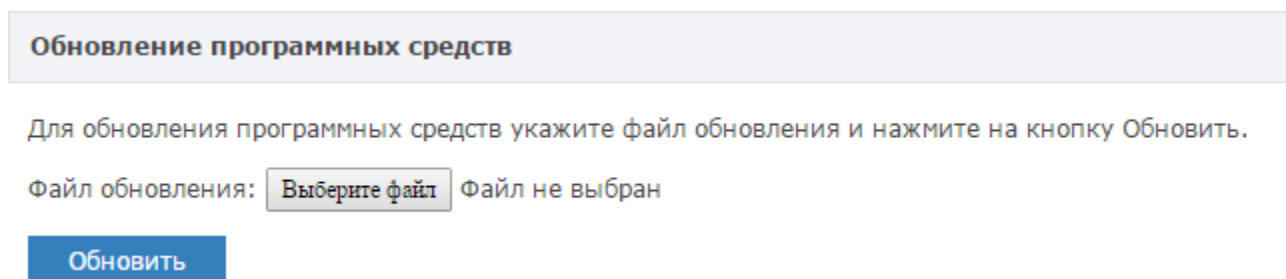 Обновление программных средств
Для обновления программных средств укажите файл обновления и нажмите на кнопку Обновить.
Файл обновления: Выберите файл Файл не выбран
Обновить